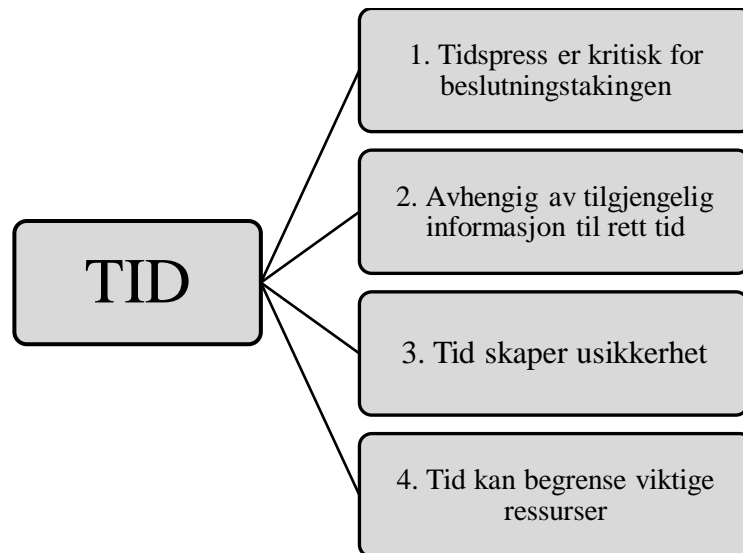 TID
1. Tidspress er kritisk for
beslutningstakingen
2. Avhengig av tilgjengelig
informasjon til rett tid
3. Tid skaper usikkerhet
4. Tid kan begrense viktige
ressurser